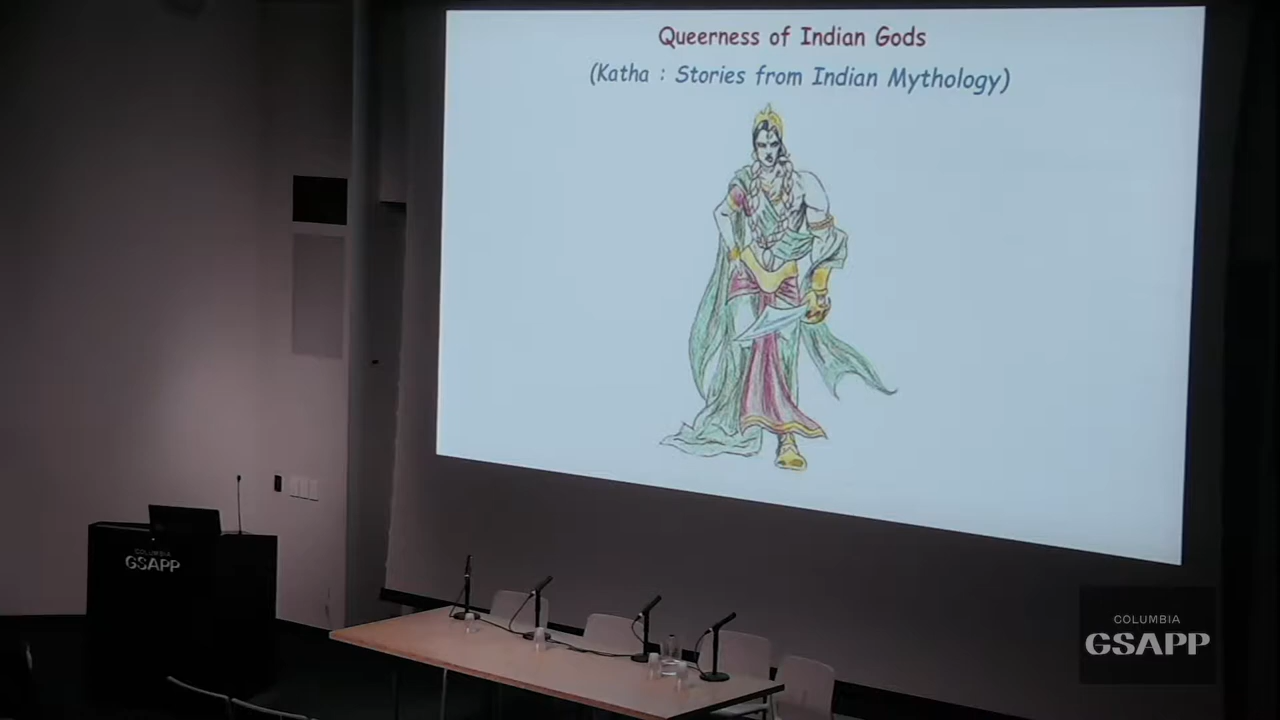 Queerness of Indian Gods
(Katha : Stories from Indian Mythology)
COLUMBIA
GSAPP
COLUMBIA
GSAPP